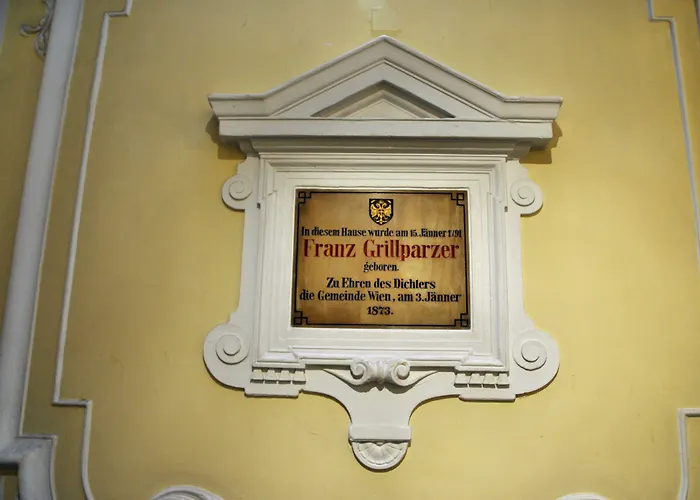 In diesem Hause wurde am 15. Jänner 1791
Franz Grillparzer
geboren.
Zu Ehren des Dichters
die Gemeinde Wien, am 3. Jänner
1873.